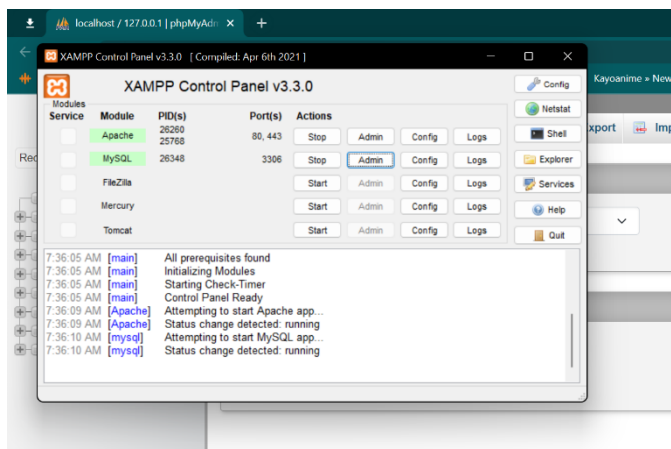 localhost / 127.0.0.1 | phpMyAdm
XAMPP Control Panel v3.3.0 [ Compiled: Apr 6th 2021 ]
XAMPP Control Panel v3.3.0
Config
Kayoanime » New
Modules
Service Module PID(s) Port(s) Actions
Netstat
Apache 26260 25768 80, 443 Stop Admin Config Logs
Shell
xport Imp
Rec
MySQL 26348 3306 Stop Admin Config Logs
Explorer
FileZilla Start Admin Config Logs
Services
Mercury Start Admin Config Logs
Help
Tomcat Start Admin Config Logs
Quit
7:36:05 AM [main] All prerequisites found
7:36:05 AM [main] Initializing Modules
7:36:05 AM [main] Starting Check-Timer
7:36:05 AM [main] Control Panel Ready
7:36:09 AM [Apache] Attempting to start Apache app...
7:36:09 AM [Apache] Status change detected: running
7:36:10 AM [mysql] Attempting to start MySQL app...
7:36:10 AM [mysql] Status change detected: running